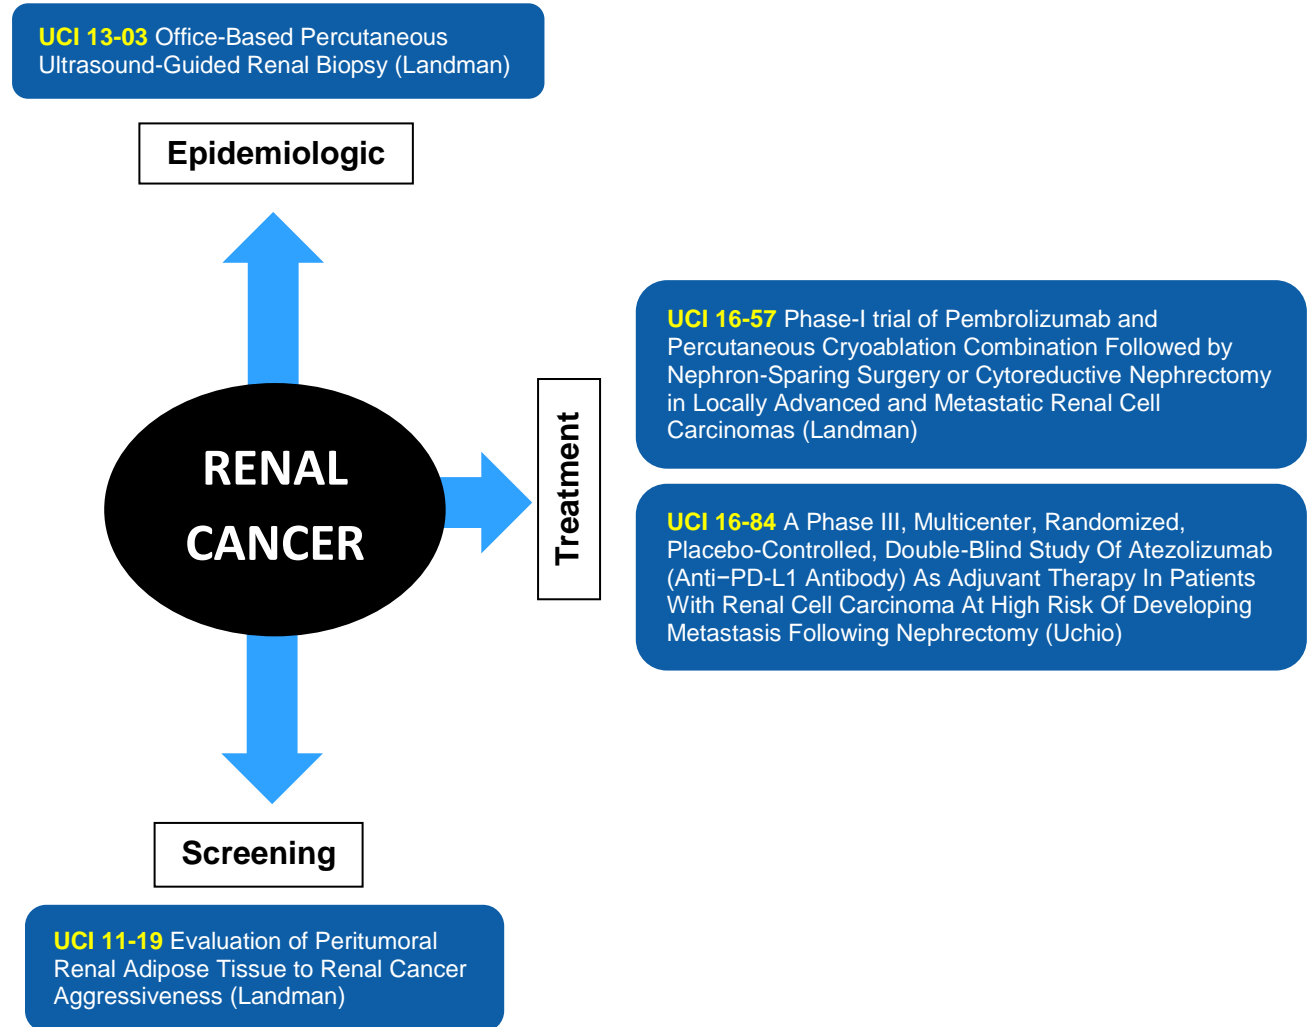 UCI 13-03 Office-Based Percutaneous
Ultrasound-Guided Renal Biopsy (Landman)
Epidemiologic
RENAL
CANCER
Treatment
UCI 16-57 Phase-I trial of Pembrolizumab and
Percutaneous Cryoablation Combination Followed by
Nephron-Sparing Surgery or Cytoreductive Nephrectomy
in Locally Advanced and Metastatic Renal Cell
Carcinomas (Landman)
UCI 16-84 A Phase III, Multicenter, Randomized,
Placebo-Controlled, Double-Blind Study Of Atezolizumab
(Anti−PD-L1 Antibody) As Adjuvant Therapy In Patients
With Renal Cell Carcinoma At High Risk Of Developing
Metastasis Following Nephrectomy (Uchio)
Screening
UCI 11-19 Evaluation of Peritumoral
Renal Adipose Tissue to Renal Cancer
Aggressiveness (Landman)